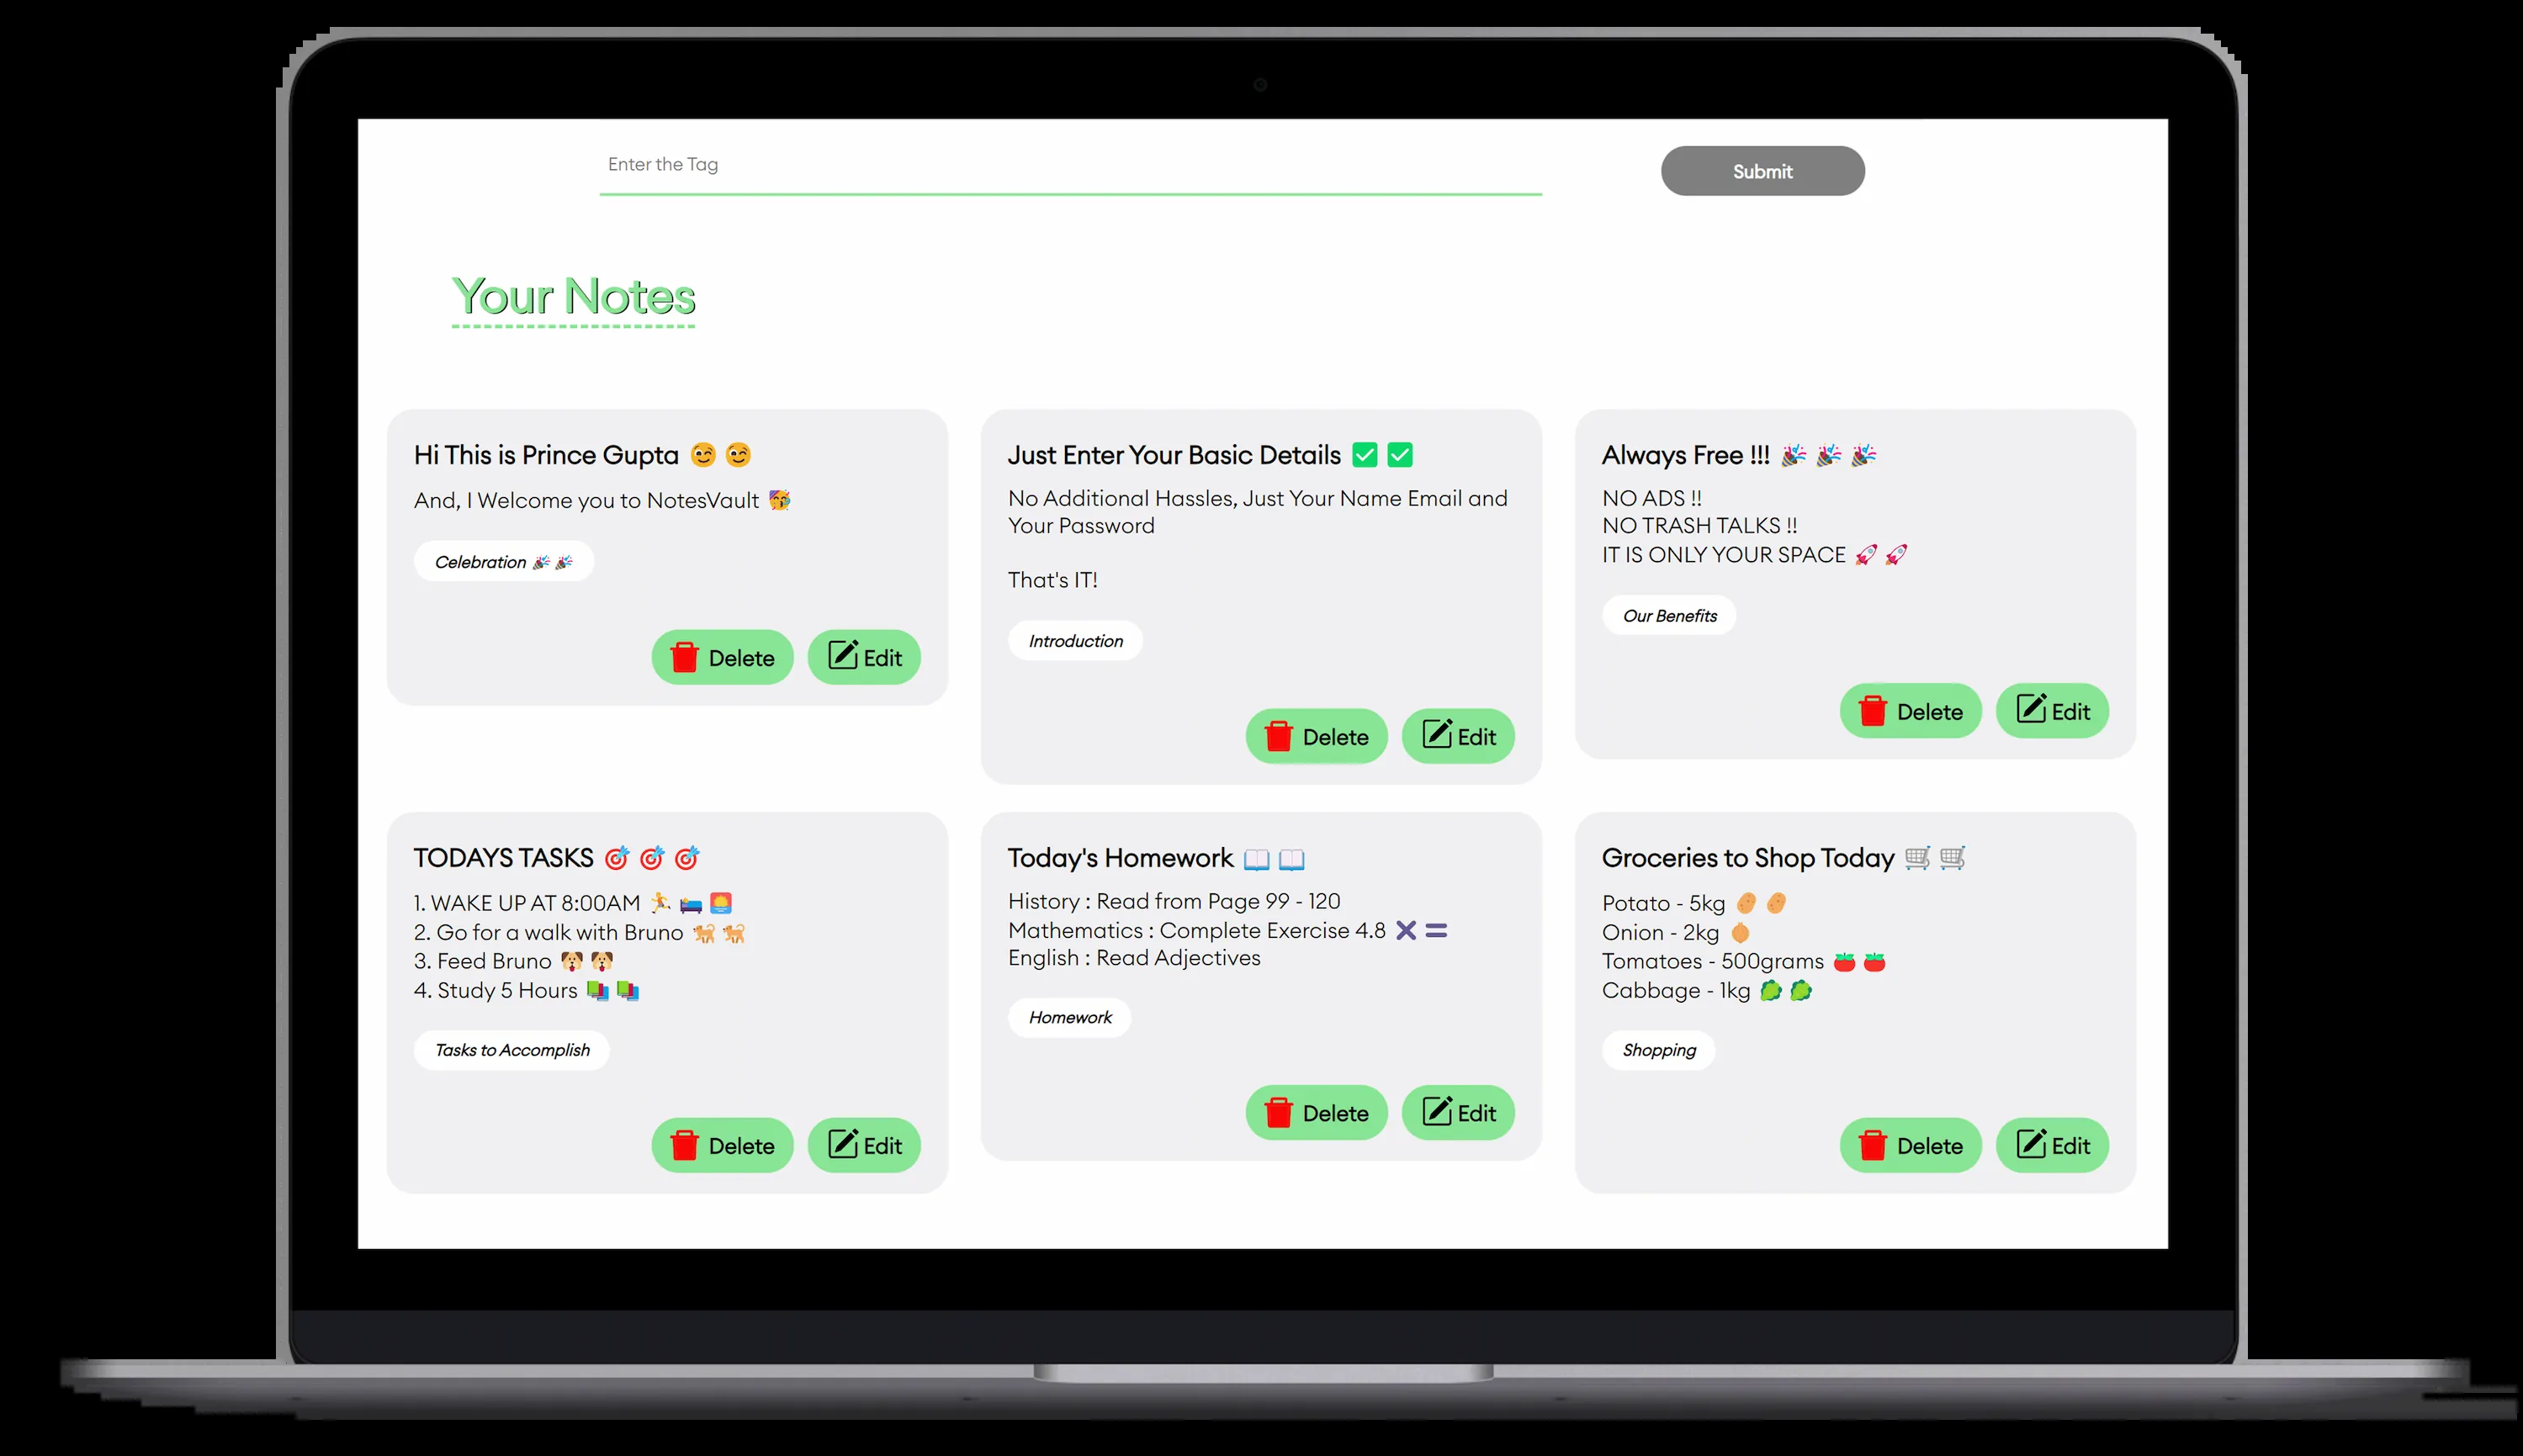 Enter the Tag
Submit
Your Notes
Hi This is Prince Gupta 😉 😉
And, I Welcome you to NotesVault 🥳
Celebration 🎉 🎉
Delete
Edit
Just Enter Your Basic Details ✅ ✅
No Additional Hassles, Just Your Name Email and
Your Password
That's IT!
Introduction
Delete
Edit
Always Free !!! 🎉 🎉 🎉
NO ADS !!
NO TRASH TALKS !!
IT IS ONLY YOUR SPACE 🚀 🚀
Our Benefits
Delete
Edit
TODAYS TASKS 🎯 🎯 🎯
1. WAKE UP AT 8:00AM 🏃 🛏️ 🌅
2. Go for a walk with Bruno 🐕 🐕
3. Feed Bruno 🐶 🐶
4. Study 5 Hours 📚 📚
Tasks to Accomplish
Delete
Edit
Today's Homework 📖 📖
History : Read from Page 99 - 120
Mathematics : Complete Exercise 4.8 ✖️ 🟰
English : Read Adjectives
Homework
Delete
Edit
Groceries to Shop Today 🛒 🛒
Potato - 5kg 🥔 🥔
Onion - 2kg 🧅
Tomatoes - 500grams 🍅 🍅
Cabbage - 1kg 🥬 🥬
Shopping
Delete
Edit